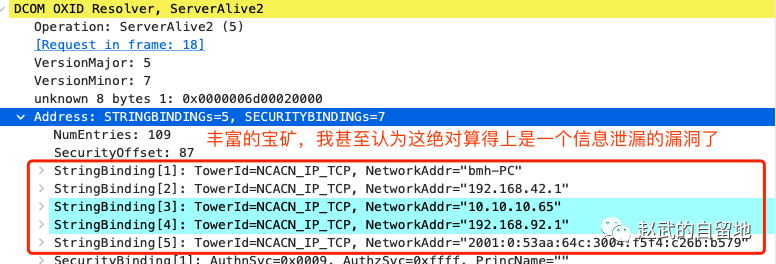 DCOM OXID Resolver, ServerAlive2
Operation: ServerAlive2 (5)
[Request in frame: 18]
VersionMajor: 5
VersionMinor: 7
unknown 8 bytes 1: 0x0000006d00020000
Address: STRINGBINDINGs=5, SECURITYBINDINGs=7
NumEntries: 109
丰富的宝矿，我甚至认为这绝对算得上是一个信息泄漏的漏洞了
SecurityOffset: 87
StringBinding[1]: TowerId=NCACN_IP_TCP, NetworkAddr="bmh-PC"
StringBinding[2]: TowerId=NCACN_IP_TCP, NetworkAddr="192.168.42.1"
StringBinding[3]: TowerId=NCACN_IP_TCP, NetworkAddr="10.10.10.65"
StringBinding[4]: TowerId=NCACN_IP_TCP, NetworkAddr="192.168.92.1"
赵武的自留地
StringBinding[5]: TowerId=NCACN_IP_TCP, NetworkAddr="2001:0:53aa:64c:3004:f5f4:c26b:b579"
SecurityBinding[1]: AuthnSvc=0x0009, AuthzSvc=0xffff, PrincName=""